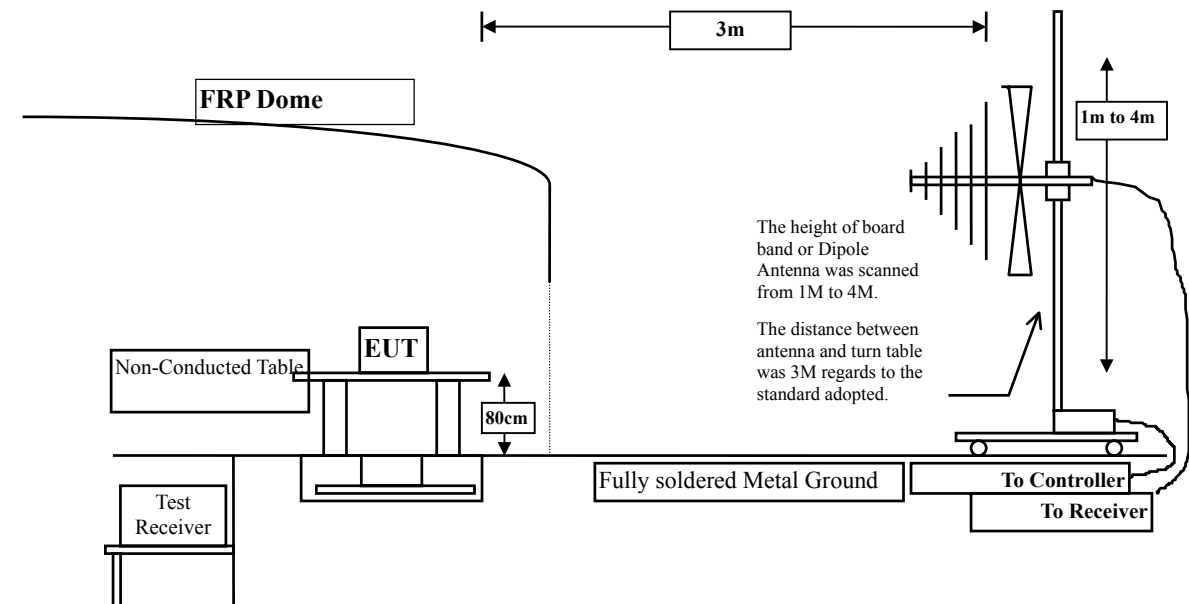 3m
FRP Dome
1m to 4m
The height of board
band or Dipole
Antenna was scanned
from 1M to 4M.
The distance between
antenna and turn table
was 3M regards to the
standard adopted.
EUT
Non-Conducted Table
80cm
Fully soldered Metal Ground
To Controller
To Receiver
Test
Receiver